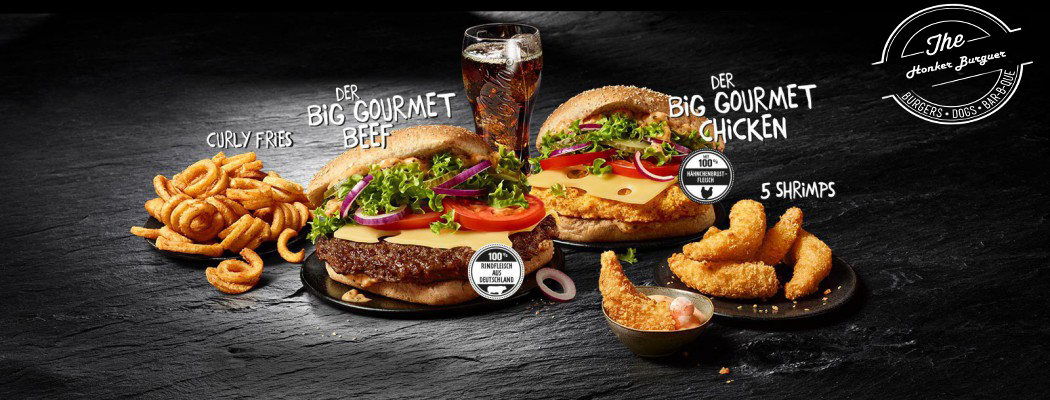 The
Honker Burguer
BURGERS • DOGS • BAR-B-QUE
DER
BiG GOURMET
BEEF
DER
BiG GOURMET
CHiCKEN
CURLY FRiES
5 SHRiMPS
MIT
100%
HÄHNCHENBRUST-
FLEISCH
100%
RINDFLEISCH
AUS
DEUTSCHLAND